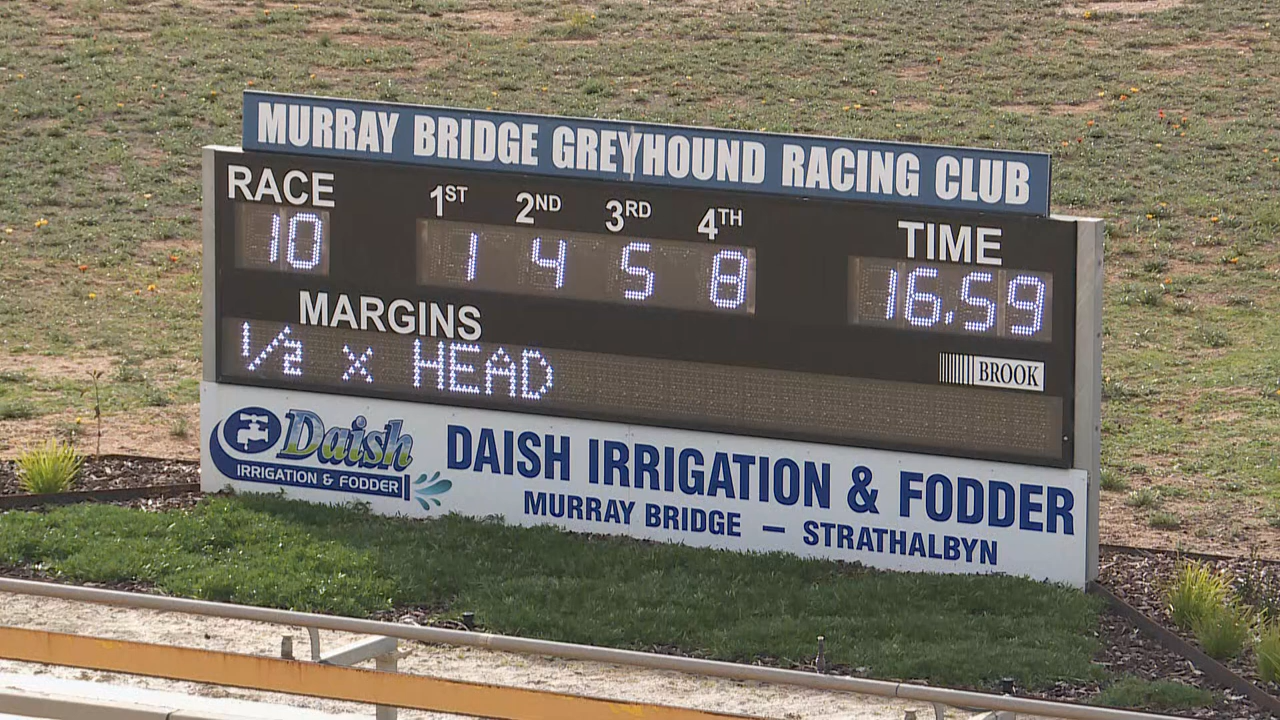 MURRAY BRIDGE GREYHOUND RACING CLUB
RACE 1ST 2ND 3RD 4TH TIME
10 1 4 5 8 16.59
MARGINS
1/2 x HEAD
BROOK
Daish
IRRIGATION & FODDER
DAISH IRRIGATION & FODDER
MURRAY BRIDGE — STRATHALBYN